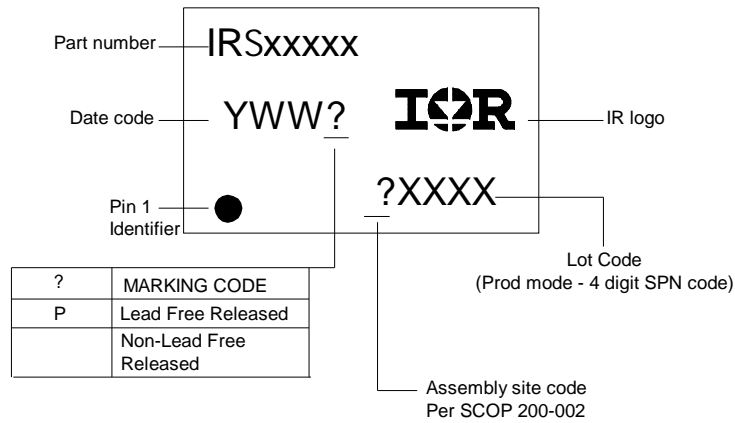 Part number
IRSxxxxx
Date code
YWW?
IOR
IR logo
?XXXX
Pin 1
Identifier
Lot Code
(Prod mode - 4 digit SPN code)
? MARKING CODE
P Lead Free Released
Non-Lead Free
Released
Assembly site code
Per SCOP 200-002